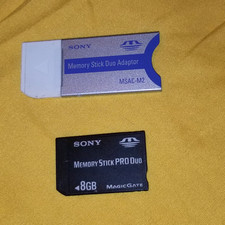 SONY
Memory Stick Duo Adaptor
MSAC-M2
SONY
MEMORY STICK PRO DUO
8GB
MAGICGATE